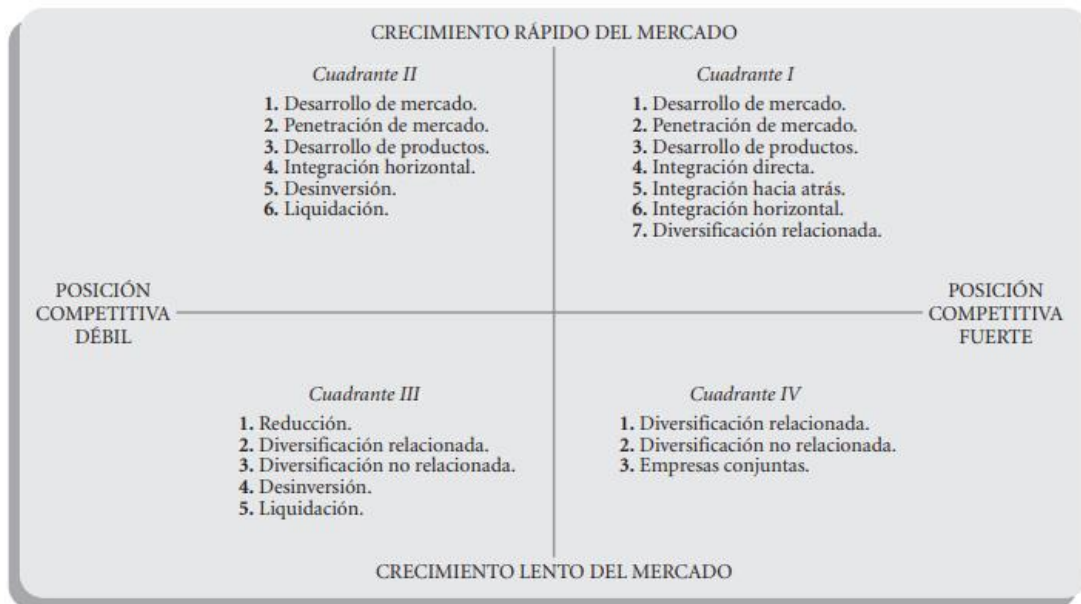 CRECIMIENTO RÁPIDO DEL MERCADO
Cuadrante II
1. Desarrollo de mercado.
2. Penetración de mercado.
3. Desarrollo de productos.
4. Integración horizontal.
5. Desinversión.
6. Liquidación.
Cuadrante I
1. Desarrollo de mercado.
2. Penetración de mercado.
3. Desarrollo de productos.
4. Integración directa.
5. Integración hacia atrás.
6. Integración horizontal.
7. Diversificación relacionada.
POSICIÓN
COMPETITIVA
DÉBIL
POSICIÓN
COMPETITIVA
FUERTE
Cuadrante III
1. Reducción.
2. Diversificación relacionada.
3. Diversificación no relacionada.
4. Desinversión.
5. Liquidación.
Cuadrante IV
1. Diversificación relacionada.
2. Diversificación no relacionada.
3. Empresas conjuntas.
CRECIMIENTO LENTO DEL MERCADO